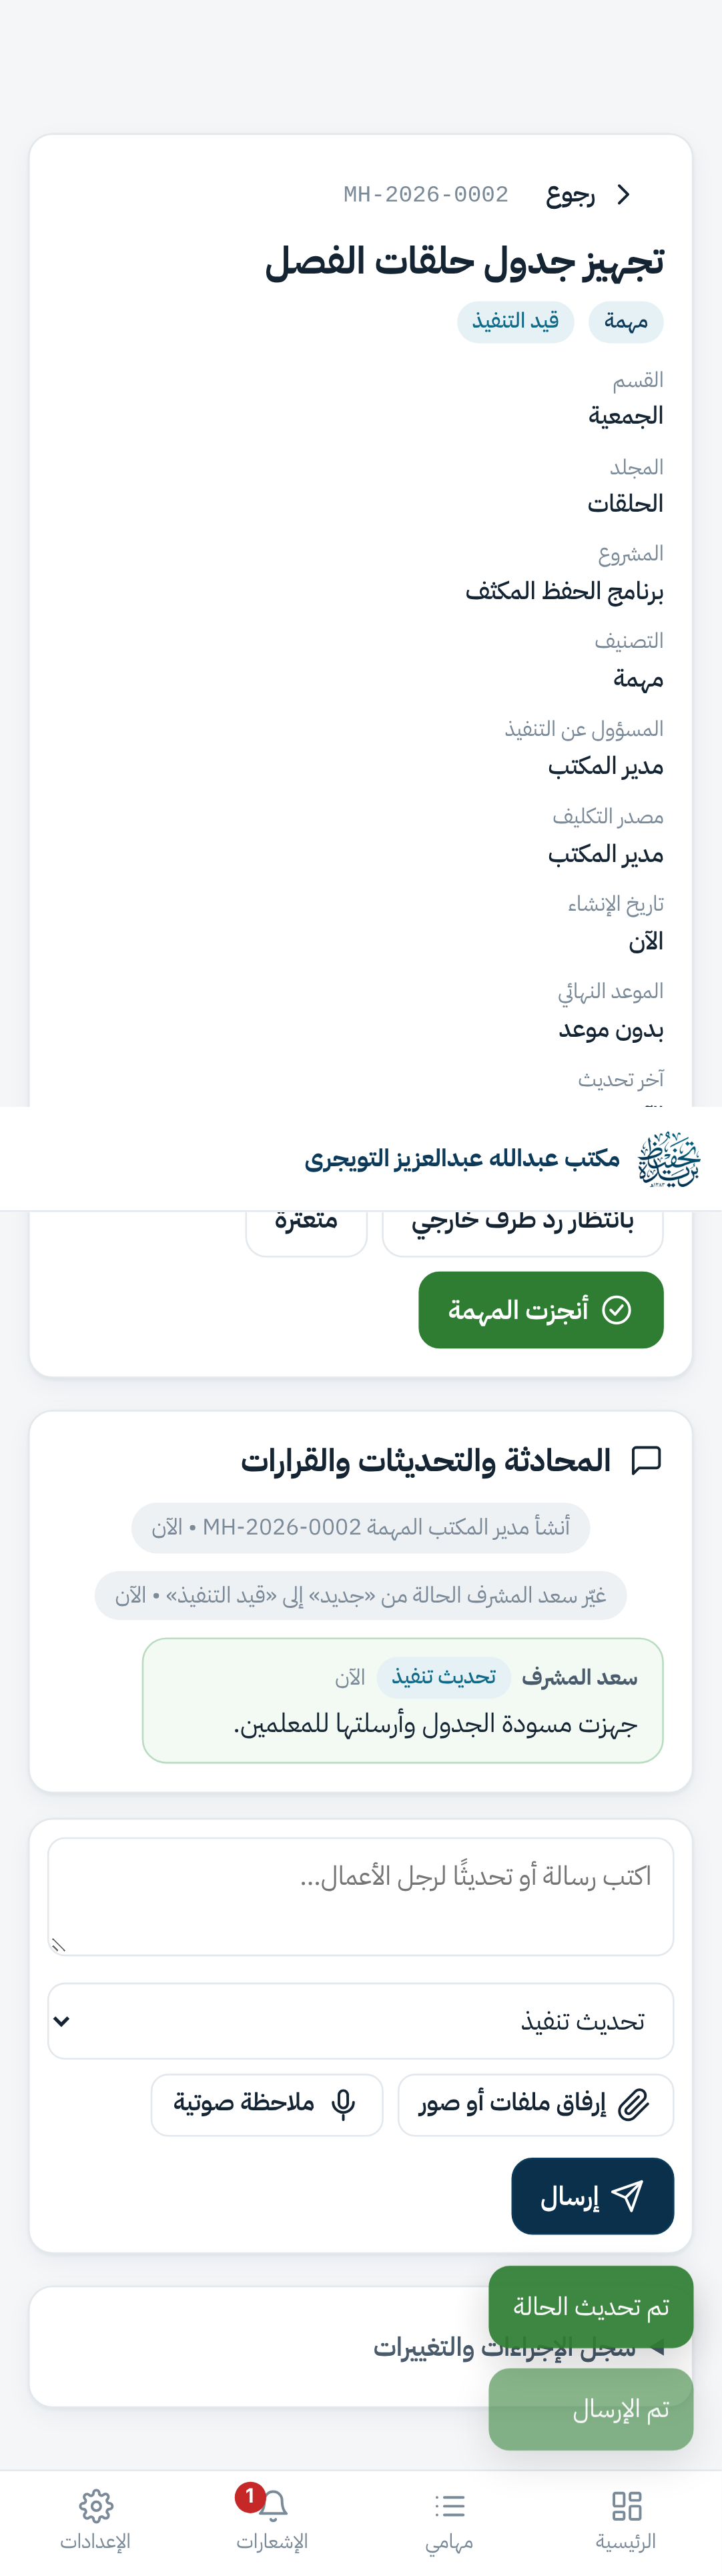 رجوع MH-2026-0002
تجهيز جدول حلقات الفصل
مهمة قيد التنفيذ
القسم
الجمعية
المجلد
الحلقات
المشروع
برنامج الحفظ المكثف
التصنيف
مهمة
المسؤول عن التنفيذ
مدير المكتب
مصدر التكليف
مدير المكتب
تاريخ الإنشاء
الآن
الموعد النهائي
بدون موعد
آخر تحديث
مكتب عبدالله عبدالعزيز التويجري
بانتظار رد طرف خارجي متعثرة
أنجزت المهمة
المحادثة والتحديثات والقرارات
أنشأ مدير المكتب المهمة MH-2026-0002 • الآن
غيّر سعد المشرف الحالة من «جديد» إلى «قيد التنفيذ» • الآن
سعد المشرف تحديث تنفيذ الآن
جهزت مسودة الجدول وأرسلتها للمعلمين.
اكتب رسالة أو تحديثًا لرجل الأعمال...
تحديث تنفيذ
إرفاق ملفات أو صور ملاحظة صوتية
إرسال
تم تحديث الحالة
سجل الإجراءات والتغييرات
تم الإرسال
1
الرئيسية مهامي الإشعارات الإعدادات